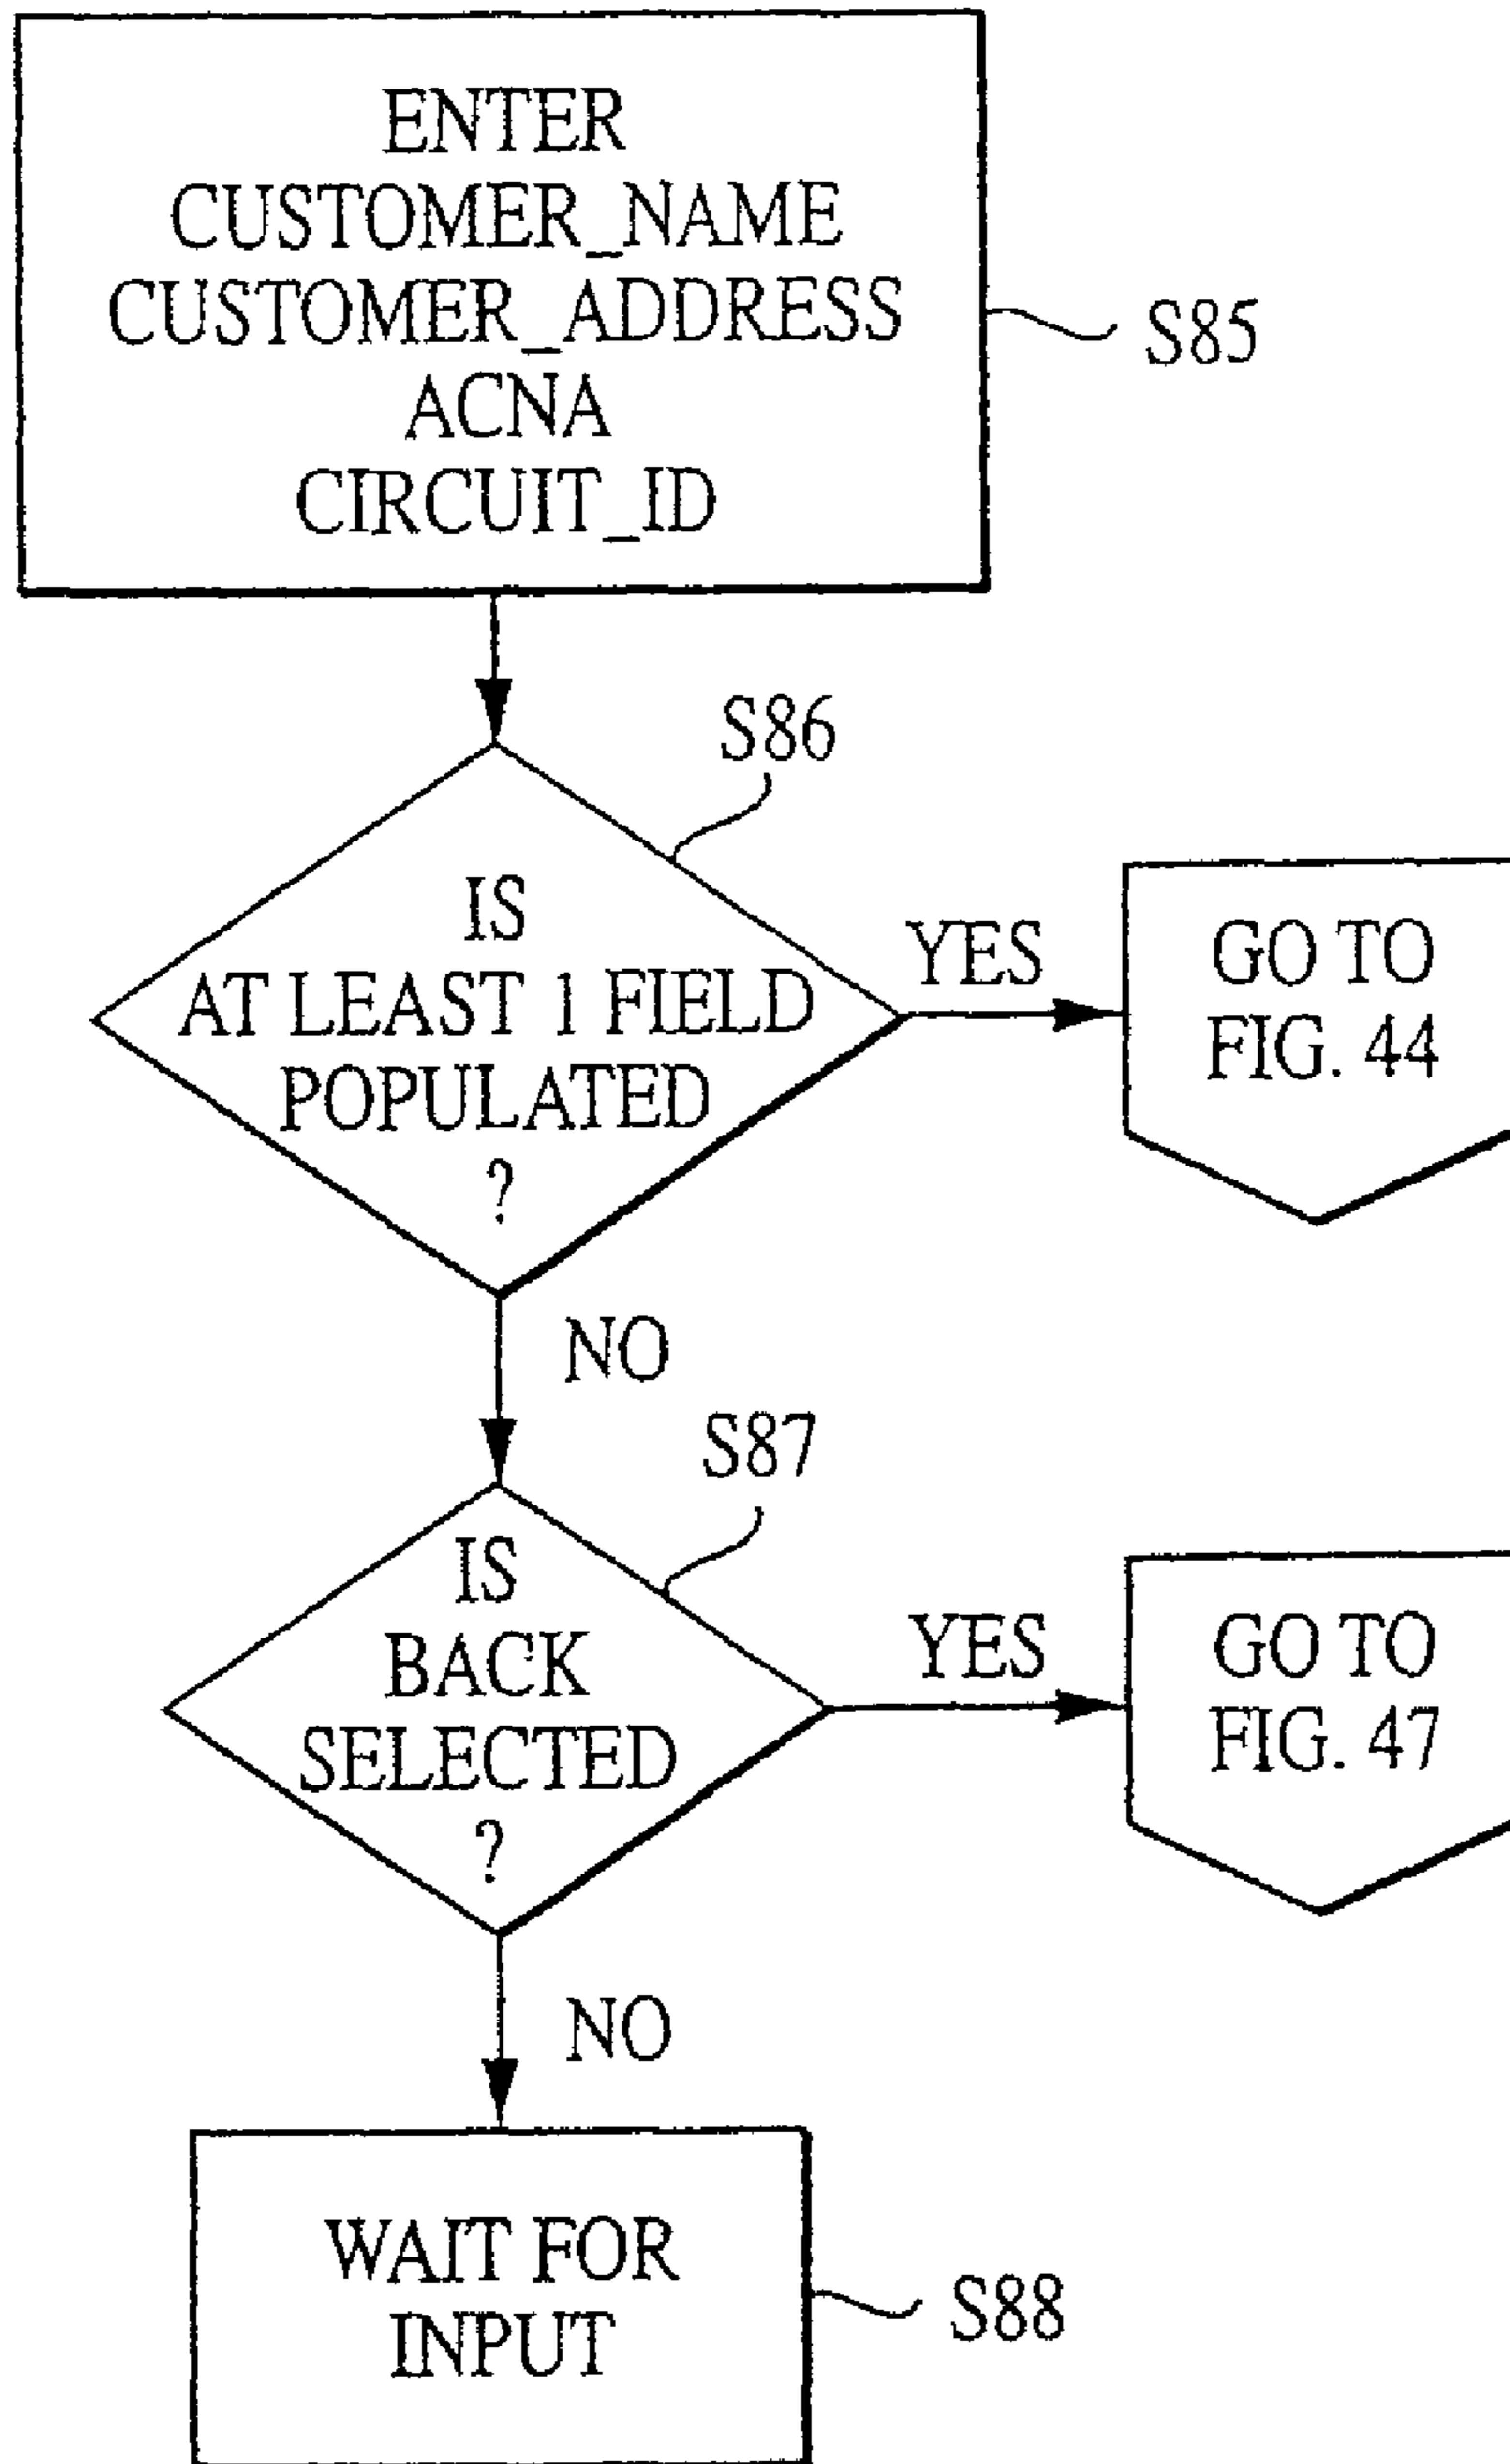 ENTER
CUSTOMER_NAME
CUSTOMER_ADDRESS
ACNA
CIRCUIT_ID
S85
S86
IS
AT LEAST 1 FIELD
POPULATED
?
YES
GO TO
FIG. 44
NO
S87
IS
BACK
SELECTED
?
YES
GO TO
FIG. 47
NO
WAIT FOR
INPUT
S88